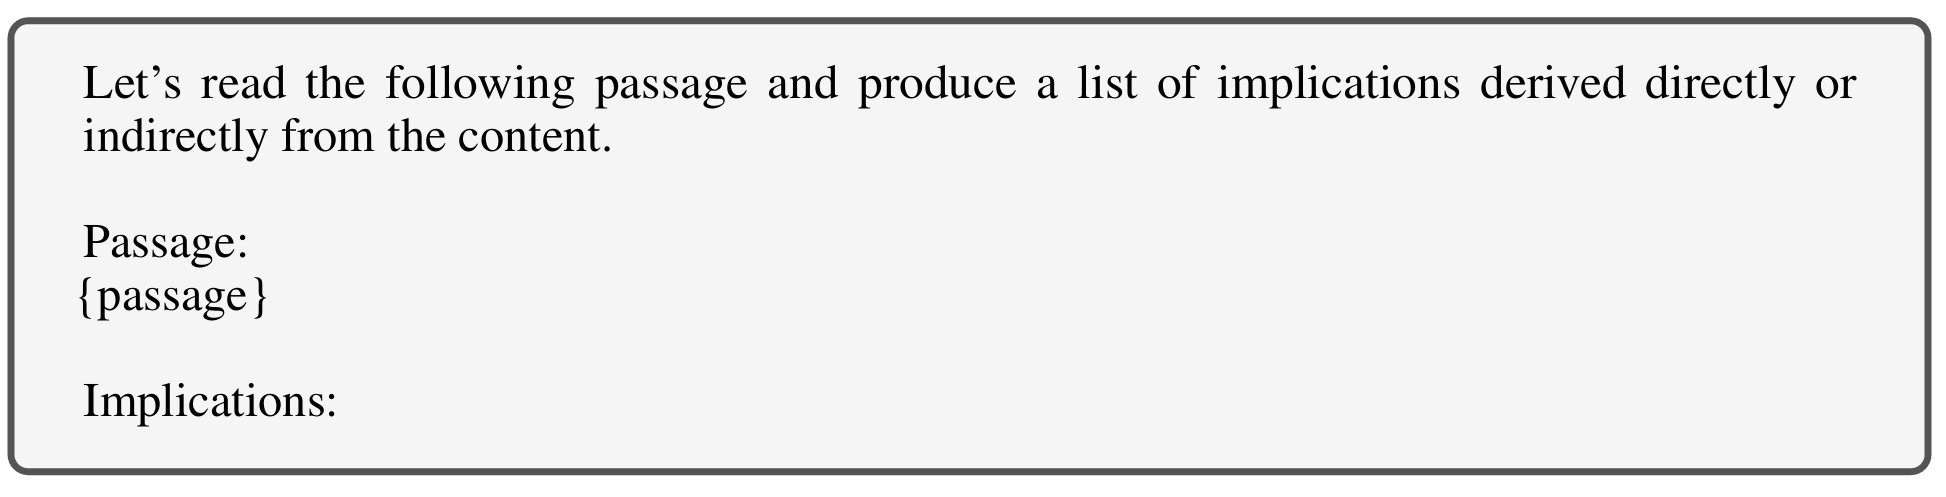 Let’s read the following passage and produce a list of implications derived directly or
indirectly from the content.
Passage:
{passage}
Implications: